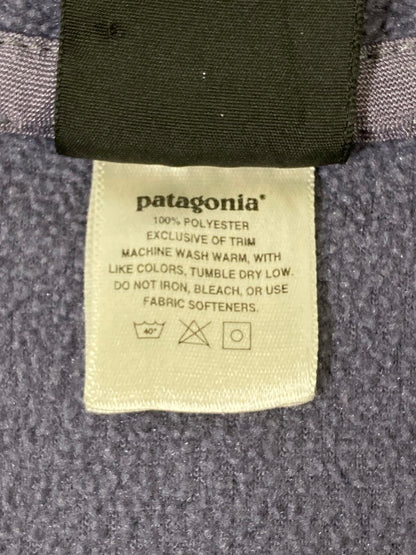 patagonia®
100% POLYESTER
EXCLUSIVE OF TRIM
MACHINE WASH WARM, WITH
LIKE COLORS, TUMBLE DRY LOW.
DO NOT IRON, BLEACH, OR USE
FABRIC SOFTENERS.
40°